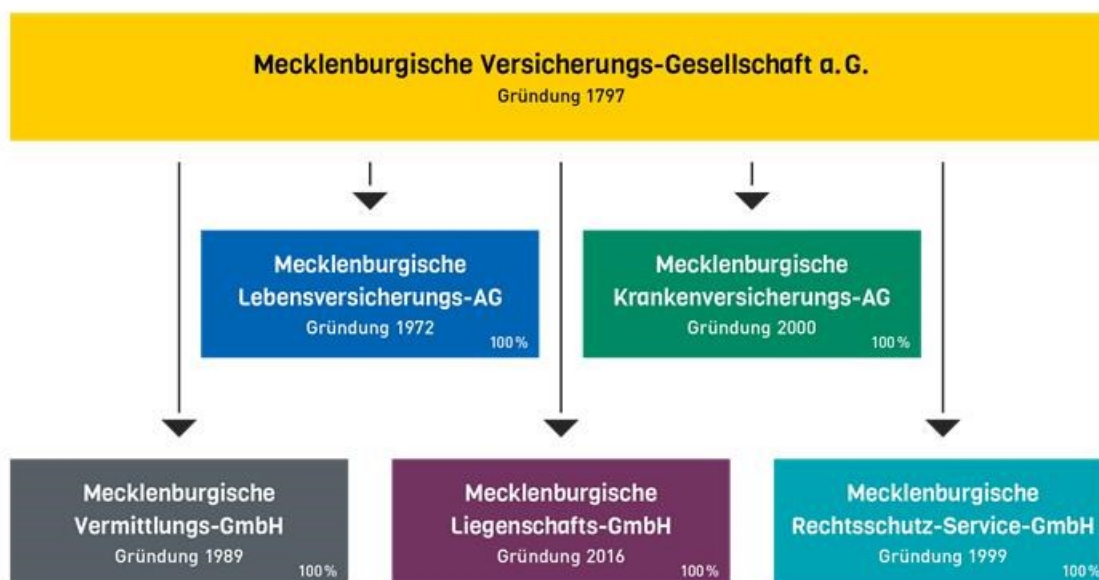 Mecklenburgische Versicherungs-Gesellschaft a. G.
Gründung 1797
Mecklenburgische
Lebensversicherungs-AG
Gründung 1972
100 %
Mecklenburgische
Krankenversicherungs-AG
Gründung 2000
100 %
Mecklenburgische
Vermittlungs-GmbH
Gründung 1989
100 %
Mecklenburgische
Liegenschafts-GmbH
Gründung 2016
100 %
Mecklenburgische
Rechtsschutz-Service-GmbH
Gründung 1999
100 %